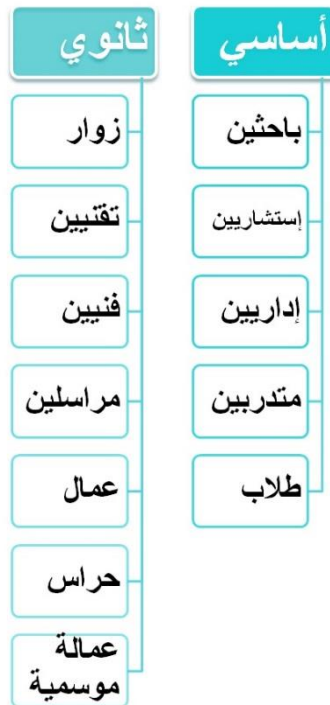 أساسي
باحثين
إستشاريين
إداريين
متدربين
طلاب
ثانوي
زوار
تقنيين
فنيين
مراسلين
عمال
حراس
عمالة
موسمية